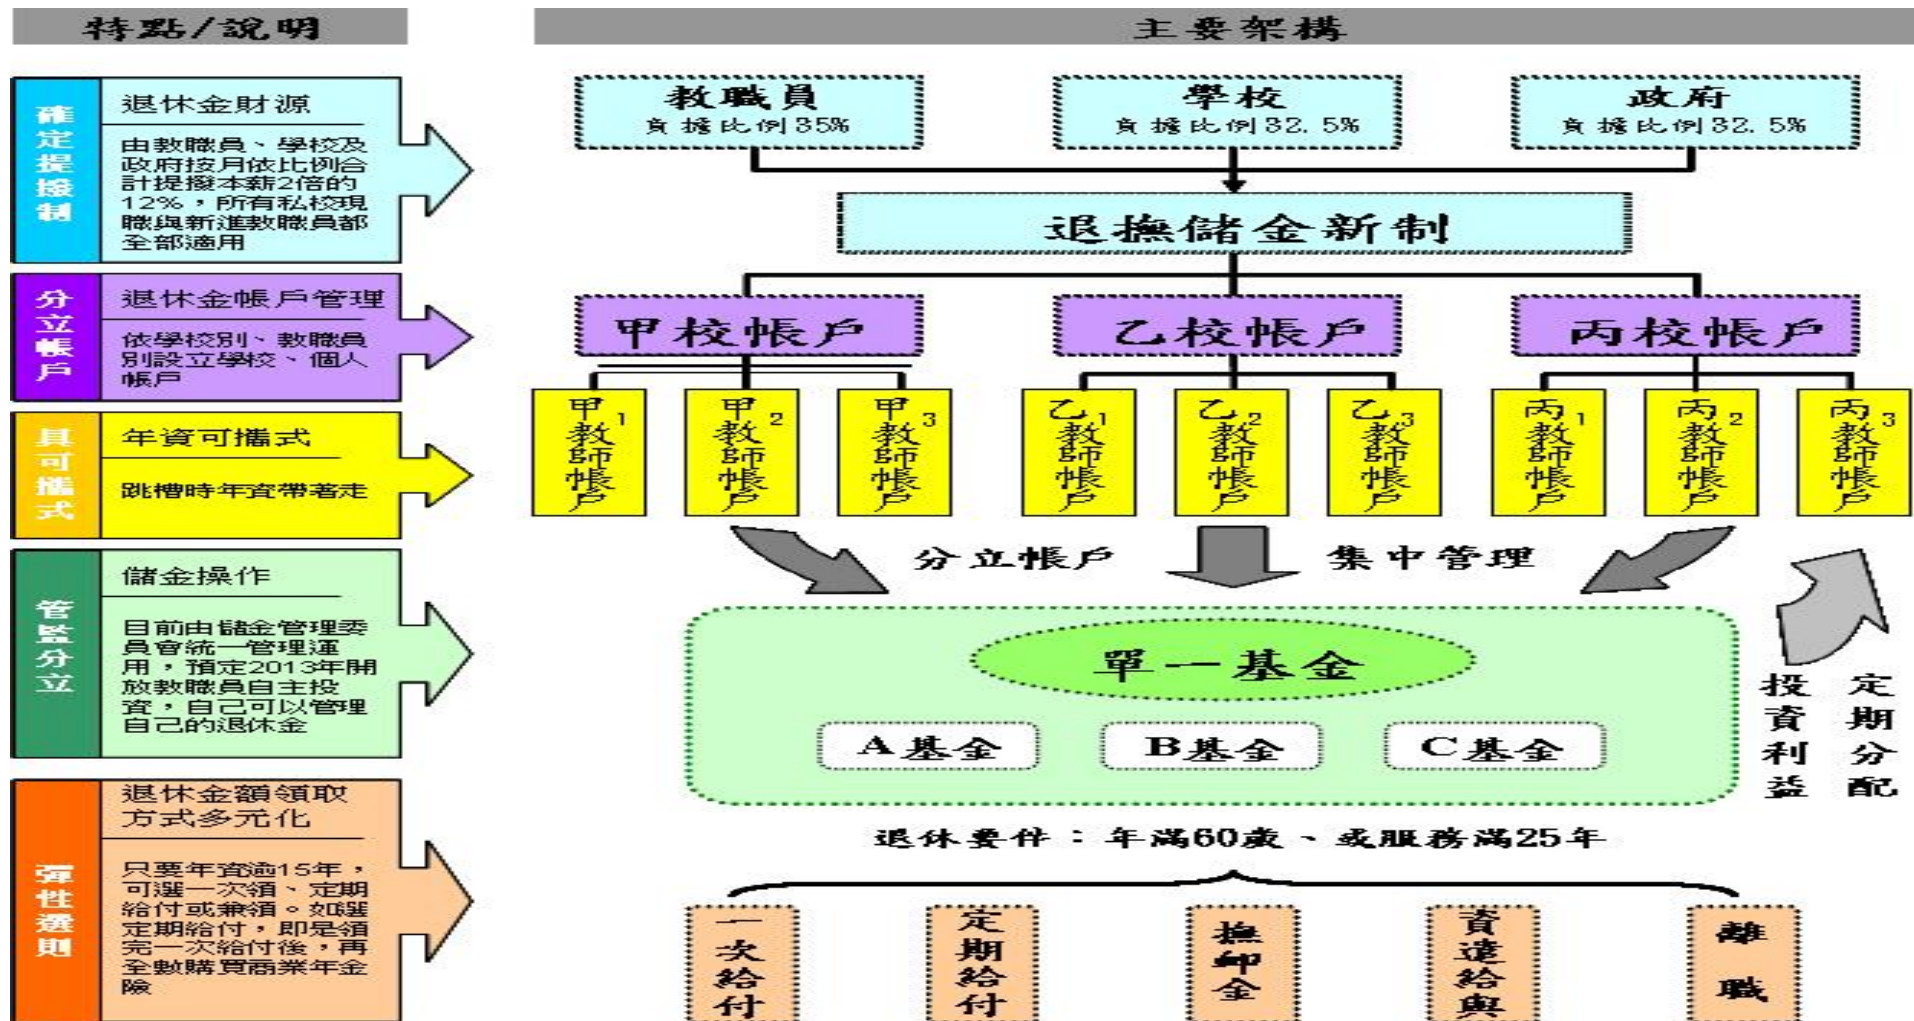 特點/說明
主要架構
確定提撥制
退休金財源
由教職員、學校及
政府按月依比例合
計提撥本薪2倍的
12%，所有私校現
職與新進教職員都
全部適用
教職員
負擔比例35%
學校
負擔比例32.5%
政府
負擔比例32.5%
退撫儲金新制
分立帳戶
退休金帳戶管理
依學校別、教職員
別設立學校、個人
帳戶
甲校帳戶
乙校帳戶
丙校帳戶
具可攜式
年資可攜式
跳槽時年資帶著走
甲1教師帳戶
甲2教師帳戶
甲3教師帳戶
乙1教師帳戶
乙2教師帳戶
乙3教師帳戶
丙1教師帳戶
丙2教師帳戶
丙3教師帳戶
分立帳戶
集中管理
管監分立
儲金操作
目前由儲金管理委
員會統一管理運
用，預定2013年開
放教職員自主投
資，自己可以管理
自己的退休金
單一基金
A基金
B基金
C基金
投資利益
定期分配
彈性選則
退休金額領取
方式多元化
只要年資逾15年，
可選一次領、定期
給付或兼領。如選
定期給付，即是領
完一次給付後，再
全數購買商業年金
險
退休要件：年滿60歲、或服務滿25年
一次給付
定期給付
撫卹金
資遣給與
離職